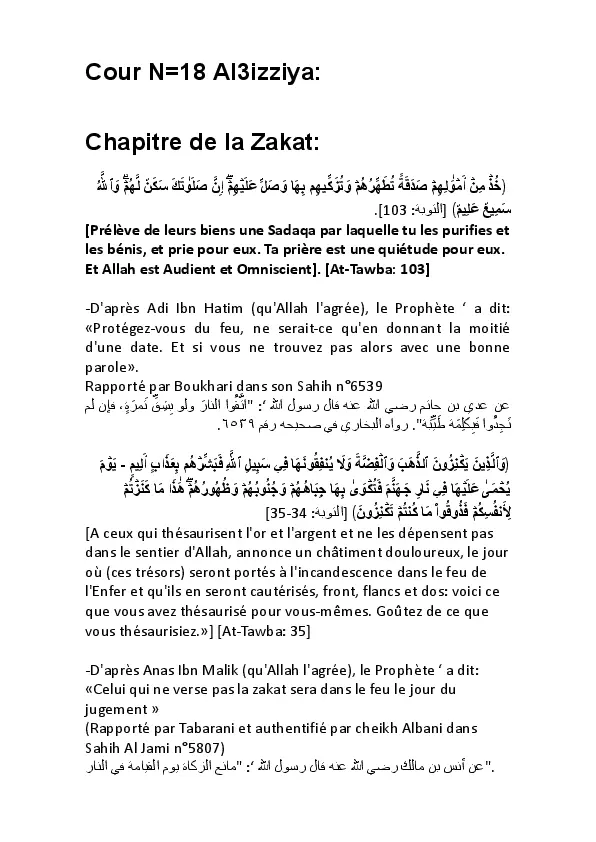 Cour N=18 Al3izziya:
Chapitre de la Zakat:
(خُذۡ مِنۡ أَمۡوَٰلِهِمۡ صَدَقَةٗ تُطَهِّرُهُمۡ وَتُزَكِّيهِم بِهَا وَصَلِّ عَلَيۡهِمۡۖ إِنَّ صَلَوٰتَكَ سَكَنٞ لَّهُمۡۗ وَٱللَّهُ
سَمِيعٌ عَلِيمٞ) [التوبة: 103].
[Prélève de leurs biens une Sadaqa par laquelle tu les purifies et
les bénis, et prie pour eux. Ta prière est une quiétude pour eux.
Et Allah est Audient et Omniscient]. [At-Tawba: 103]
-D'après Adi Ibn Hatim (qu'Allah l'agrée), le Prophète ‘ a dit:
«Protégez-vous du feu, ne serait-ce qu'en donnant la moitié
d'une date. Et si vous ne trouvez pas alors avec une bonne
parole».
Rapporté par Boukhari dans son Sahih n°6539
عن عدي بن حاتم رضي الله عنه قال رسول الله ‘: "اتَّقُوا النارَ ولو بِشِقِّ تَمرَةٍ، فإن لم
تَجِدُوا فَبِكَلِمَة طَيِّبَة". رواه البخاري في صحيحه رقم ٦٥٣٩.
(وَٱلَّذِينَ يَكۡنِزُونَ ٱلذَّهَبَ وَٱلۡفِضَّةَ وَلَا يُنفِقُونَهَا فِي سَبِيلِ ٱللَّهِ فَبَشِّرۡهُم بِعَذَابٍ أَلِيمٖ - يَوۡمَ
يُحۡمَىٰ عَلَيۡهَا فِي نَارِ جَهَنَّمَ فَتُكۡوَىٰ بِهَا جِبَاهُهُمۡ وَجُنُوبُهُمۡ وَظُهُورُهُمۡۖ هَٰذَا مَا كَنَزۡتُمۡ
لِأَنفُسِكُمۡ فَذُوقُواْ مَا كُنتُمۡ تَكۡنِزُونَ) [التوبة: 34-35]
[A ceux qui thésaurisent l'or et l'argent et ne les dépensent pas
dans le sentier d'Allah, annonce un châtiment douloureux, le jour
où (ces trésors) seront portés à l'incandescence dans le feu de
l'Enfer et qu'ils en seront cautérisés, front, flancs et dos: voici ce
que vous avez thésaurisé pour vous-mêmes. Goûtez de ce que
vous thésaurisiez.»] [At-Tawba: 35]
-D'après Anas Ibn Malik (qu'Allah l'agrée), le Prophète ‘ a dit:
«Celui qui ne verse pas la zakat sera dans le feu le jour du
jugement »
(Rapporté par Tabarani et authentifié par cheikh Albani dans
Sahih Al Jami n°5807)
عن أنس بن مالك رضي الله عنه قال رسول الله ‘: "مانع الزكاة يوم القيامة في النار".